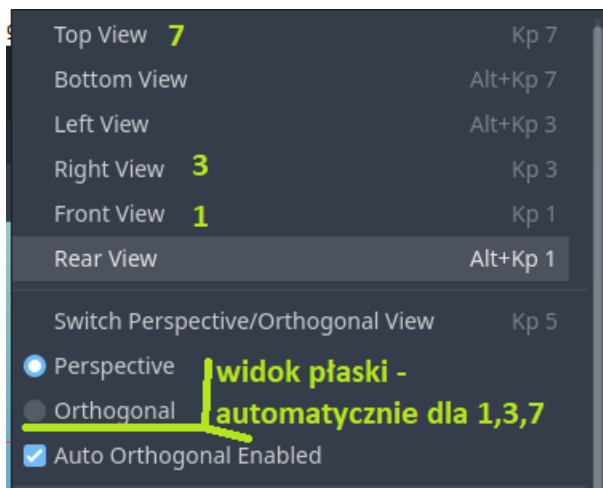 Top View 7 Kp 7
Bottom View Alt+Kp 7
Left View Alt+Kp 3
Right View 3 Kp 3
Front View 1 Kp 1
Rear View Alt+Kp 1
Switch Perspective/Orthogonal View Kp 5
Perspective widok płaski -
Orthogonal automatycznie dla 1,3,7
Auto Orthogonal Enabled